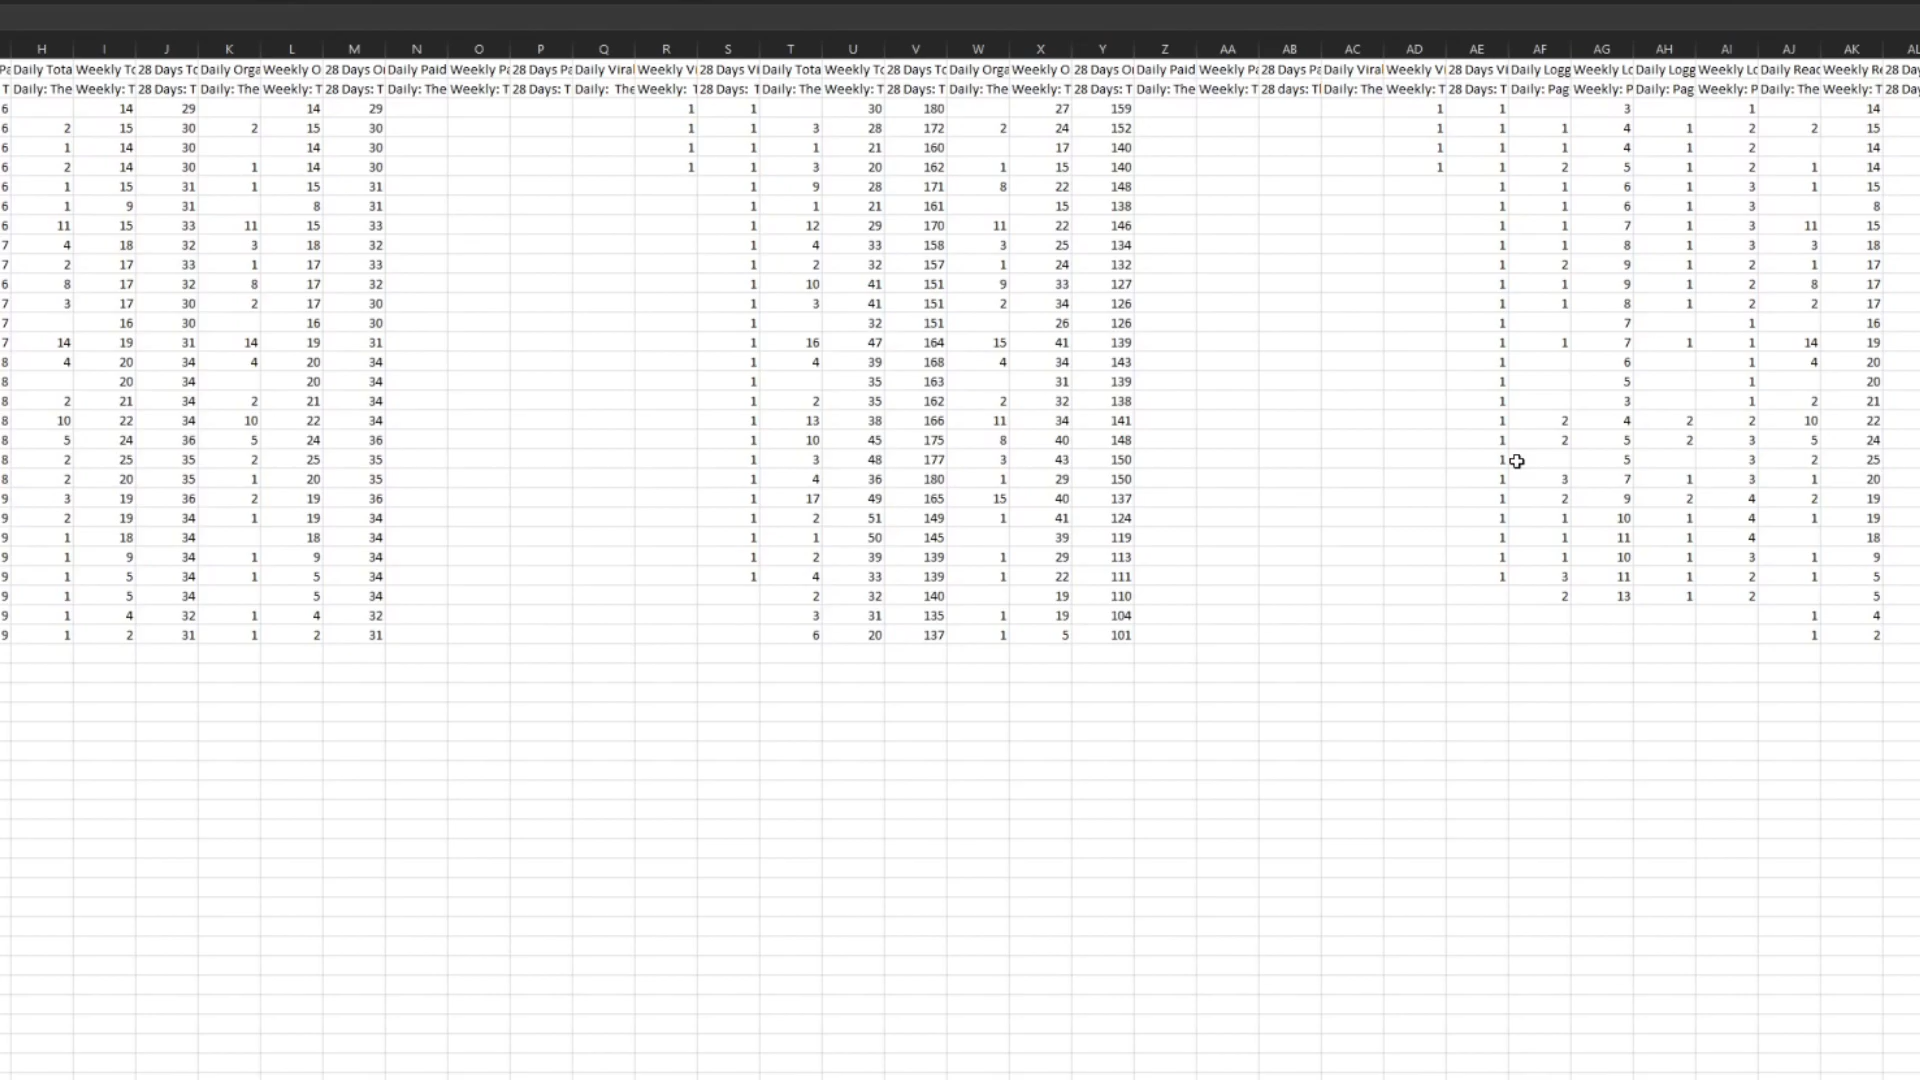 H I J K L M N O P Q R S T U V W X Y Z AA AB AC AD AE AF AG AH AI AJ AK AL
Pa Daily Tota Weekly To 28 Days To Daily Orga Weekly O 28 Days O Daily Paid Weekly Pa 28 Days Pa Daily Viral Weekly Vi 28 Days Vi Daily Tota Weekly To 28 Days To Daily Orga Weekly O 28 Days O Daily Paid Weekly Pa 28 Days Pa Daily Viral Weekly Vi 28 Days Vi Daily Logg Weekly Lo Daily Logg Weekly Lo Daily Reac Weekly Re 28 Day
T Daily: The Weekly: T 28 Days: T Daily: The Weekly: T 28 Days: T Daily: The Weekly: T 28 Days: T Daily: The Weekly: T 28 Days: T Daily: The Weekly: T 28 Days: T Daily: The Weekly: T 28 Days: T Daily: The Weekly: T 28 days: Tl Daily: The Weekly: T 28 Days: T Daily: Pag Weekly: P Daily: Pag Weekly: P Daily: The Weekly: T 28 Days
6 14 29 14 29 1 1 30 180 27 159 1 1 3 1 14
6 2 15 30 2 15 30 1 1 3 28 172 2 24 152 1 1 1 4 1 2 2 15
6 1 14 30 14 30 1 1 1 21 160 17 140 1 1 1 4 1 2 14
6 2 14 30 1 14 30 1 1 3 20 162 1 15 140 1 1 2 5 1 2 1 14
6 1 15 31 1 15 31 1 9 28 171 8 22 148 1 1 6 1 3 1 15
6 1 9 31 8 31 1 1 21 161 15 138 1 1 6 1 3 8
6 11 15 33 11 15 33 1 12 29 170 11 22 146 1 1 7 1 3 11 15
7 4 18 32 3 18 32 1 4 33 158 3 25 134 1 1 8 1 3 3 18
7 2 17 33 1 17 33 1 2 32 157 1 24 132 1 2 9 1 2 1 17
6 8 17 32 8 17 32 1 10 41 151 9 33 127 1 1 9 1 2 8 17
7 3 17 30 2 17 30 1 3 41 151 2 34 126 1 1 8 1 2 2 17
7 16 30 16 30 1 32 151 26 126 1 7 1 16
7 14 19 31 14 19 31 1 16 47 164 15 41 139 1 1 7 1 1 14 19
8 4 20 34 4 20 34 1 4 39 168 4 34 143 1 6 1 4 20
8 20 34 20 34 1 35 163 31 139 1 5 1 20
8 2 21 34 2 21 34 1 2 35 162 2 32 138 1 3 1 2 21
8 10 22 34 10 22 34 1 13 38 166 11 34 141 1 2 4 2 2 10 22
8 5 24 36 5 24 36 1 10 45 175 8 40 148 1 2 5 2 3 5 24
8 2 25 35 2 25 35 1 3 48 177 3 43 150 1 5 3 2 25
8 2 20 35 1 20 35 1 4 36 180 1 29 150 1 3 7 1 3 1 20
9 3 19 36 2 19 36 1 17 49 165 15 40 137 1 2 9 2 4 2 19
9 2 19 34 1 19 34 1 2 51 149 1 41 124 1 1 10 1 4 1 19
9 1 18 34 18 34 1 1 50 145 39 119 1 1 11 1 4 18
9 1 9 34 1 9 34 1 2 39 139 1 29 113 1 1 10 1 3 1 9
9 1 5 34 1 5 34 1 4 33 139 1 22 111 1 3 11 1 2 1 5
9 1 5 34 5 34 2 32 140 19 110 2 13 1 2 5
9 1 4 32 1 4 32 3 31 135 1 19 104 1 4
9 1 2 31 1 2 31 6 20 137 1 5 101 1 2